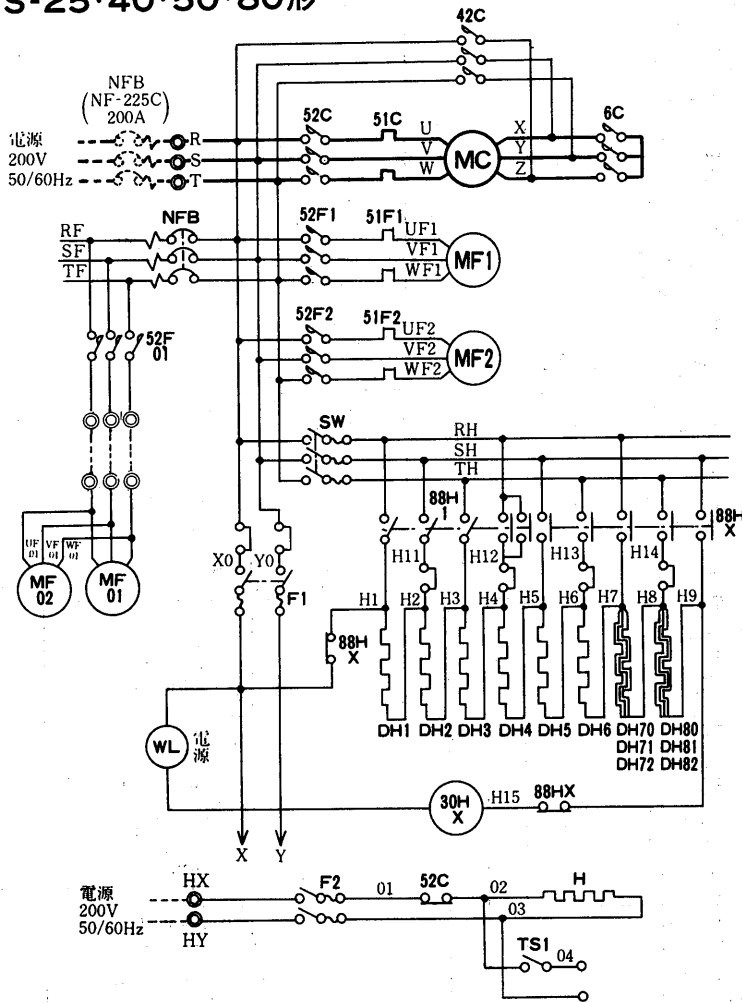 S-25·40·50·80形
42C
NFB
(NF-225C)
200A
52C
51C
U
V
W
MC
X
Y
Z
6C
電源
200V
50/60Hz
R
S
T
RF
SF
TF
NFB
52F1
51F1
UF1
VF1
WF1
MF1
52F
01
52F2
51F2
UF2
VF2
WF2
MF2
SW
RH
SH
TH
88H
1
88H
X
X0
Y0
F1
H11
H12
H13
H14
UF
01
VF
01
WF
01
MF
02
MF
01
H1
H2
H3
H4
H5
H6
H7
H8
H9
88H
X
DH1
DH2
DH3
DH4
DH5
DH6
DH70
DH71
DH72
DH80
DH81
DH82
WL
電源
30H
X
H15
88HX
X
Y
電源
200V
50/60Hz
HX
HY
F2
01
52C
02
H
03
TS1
04